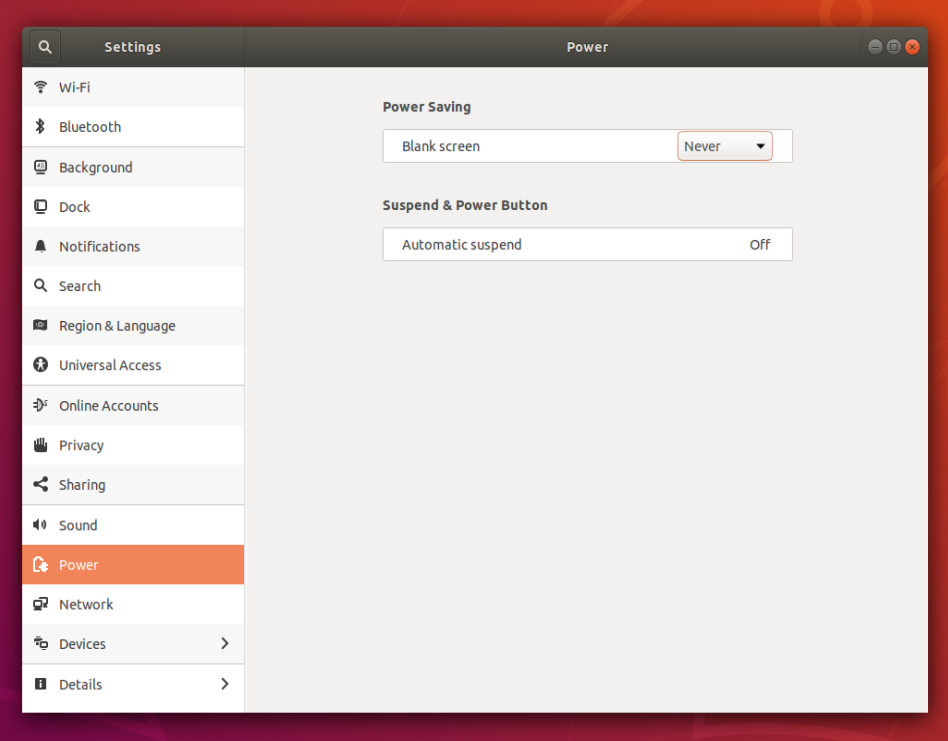 Settings
Power
Wi-Fi
Bluetooth
Background
Dock
Notifications
Search
Region & Language
Universal Access
Online Accounts
Privacy
Sharing
Sound
Power
Network
Devices
Details
Power Saving
Blank screen Never
Suspend & Power Button
Automatic suspend Off